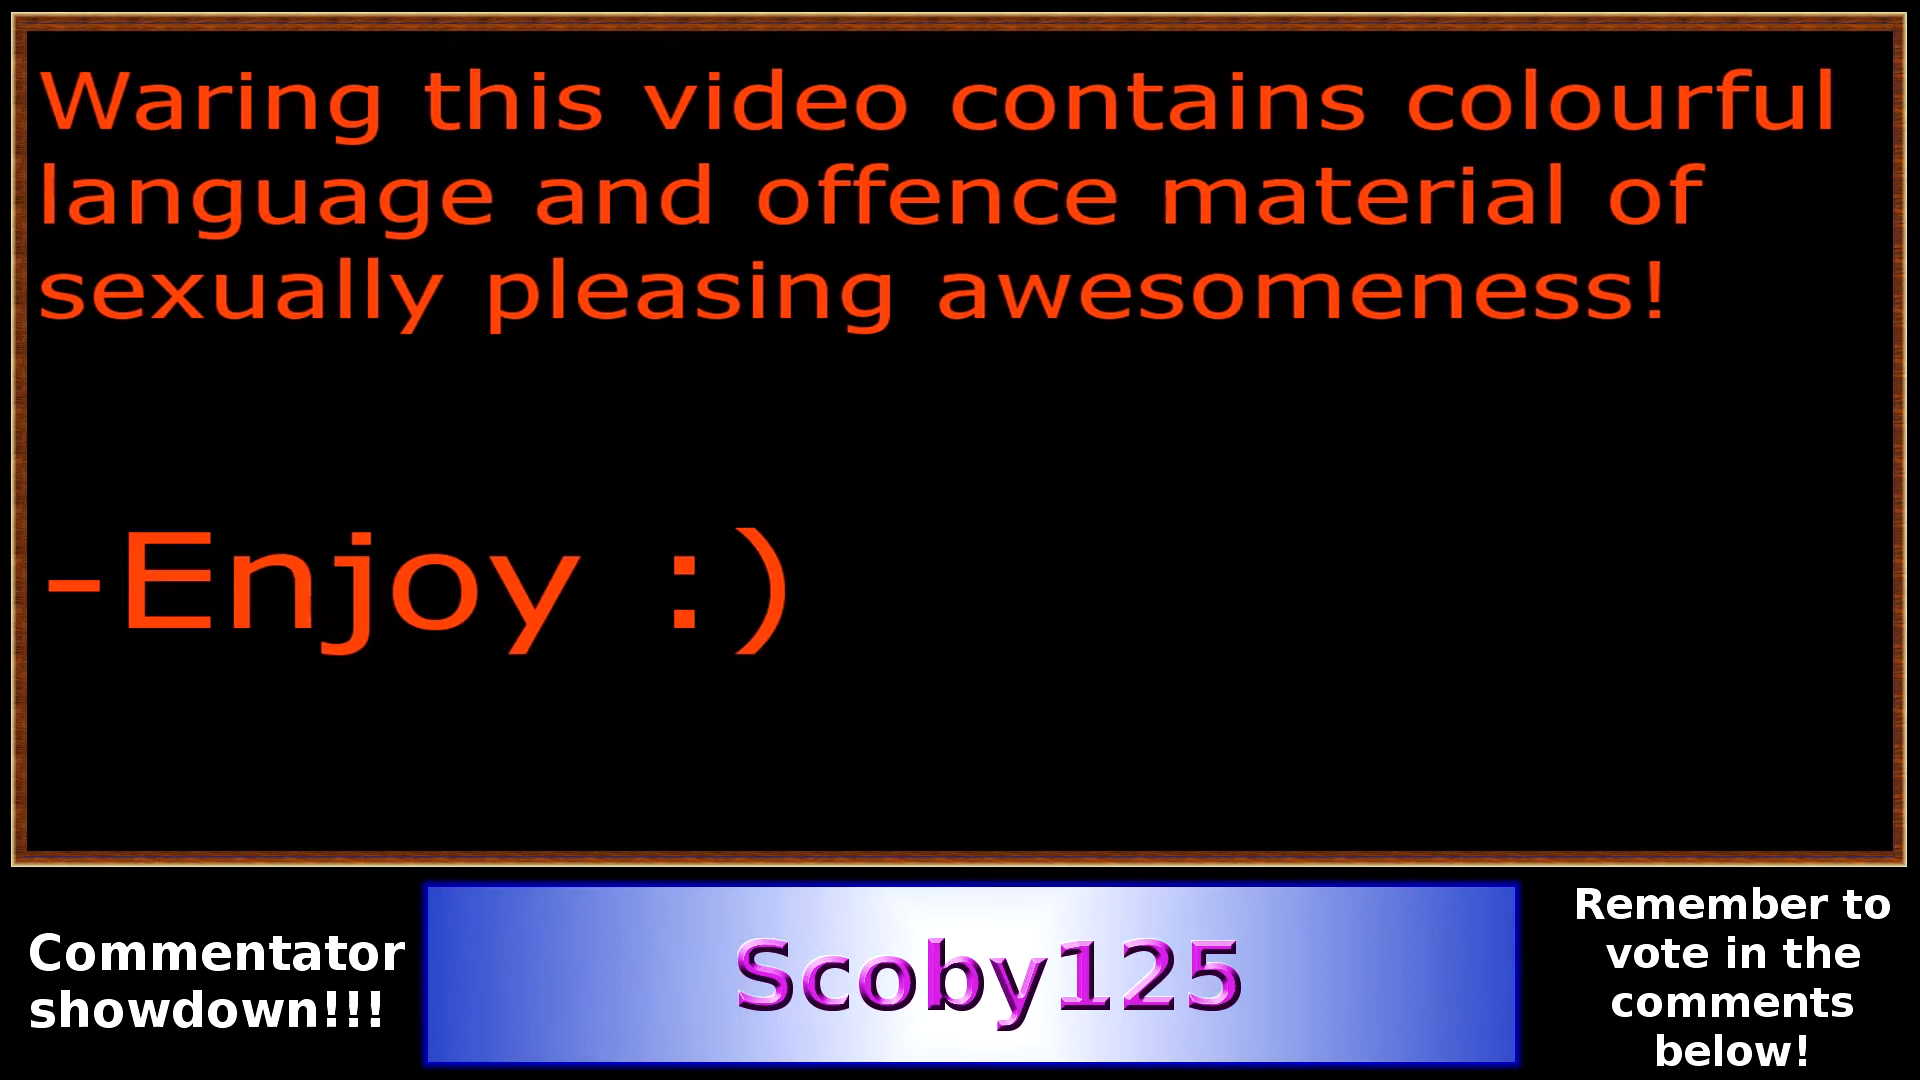 Waring this video contains colourful
language and offence material of
sexually pleasing awesomeness!
-Enjoy :)
Commentator
showdown!!!
Scoby125
Remember to
vote in the
comments
below!